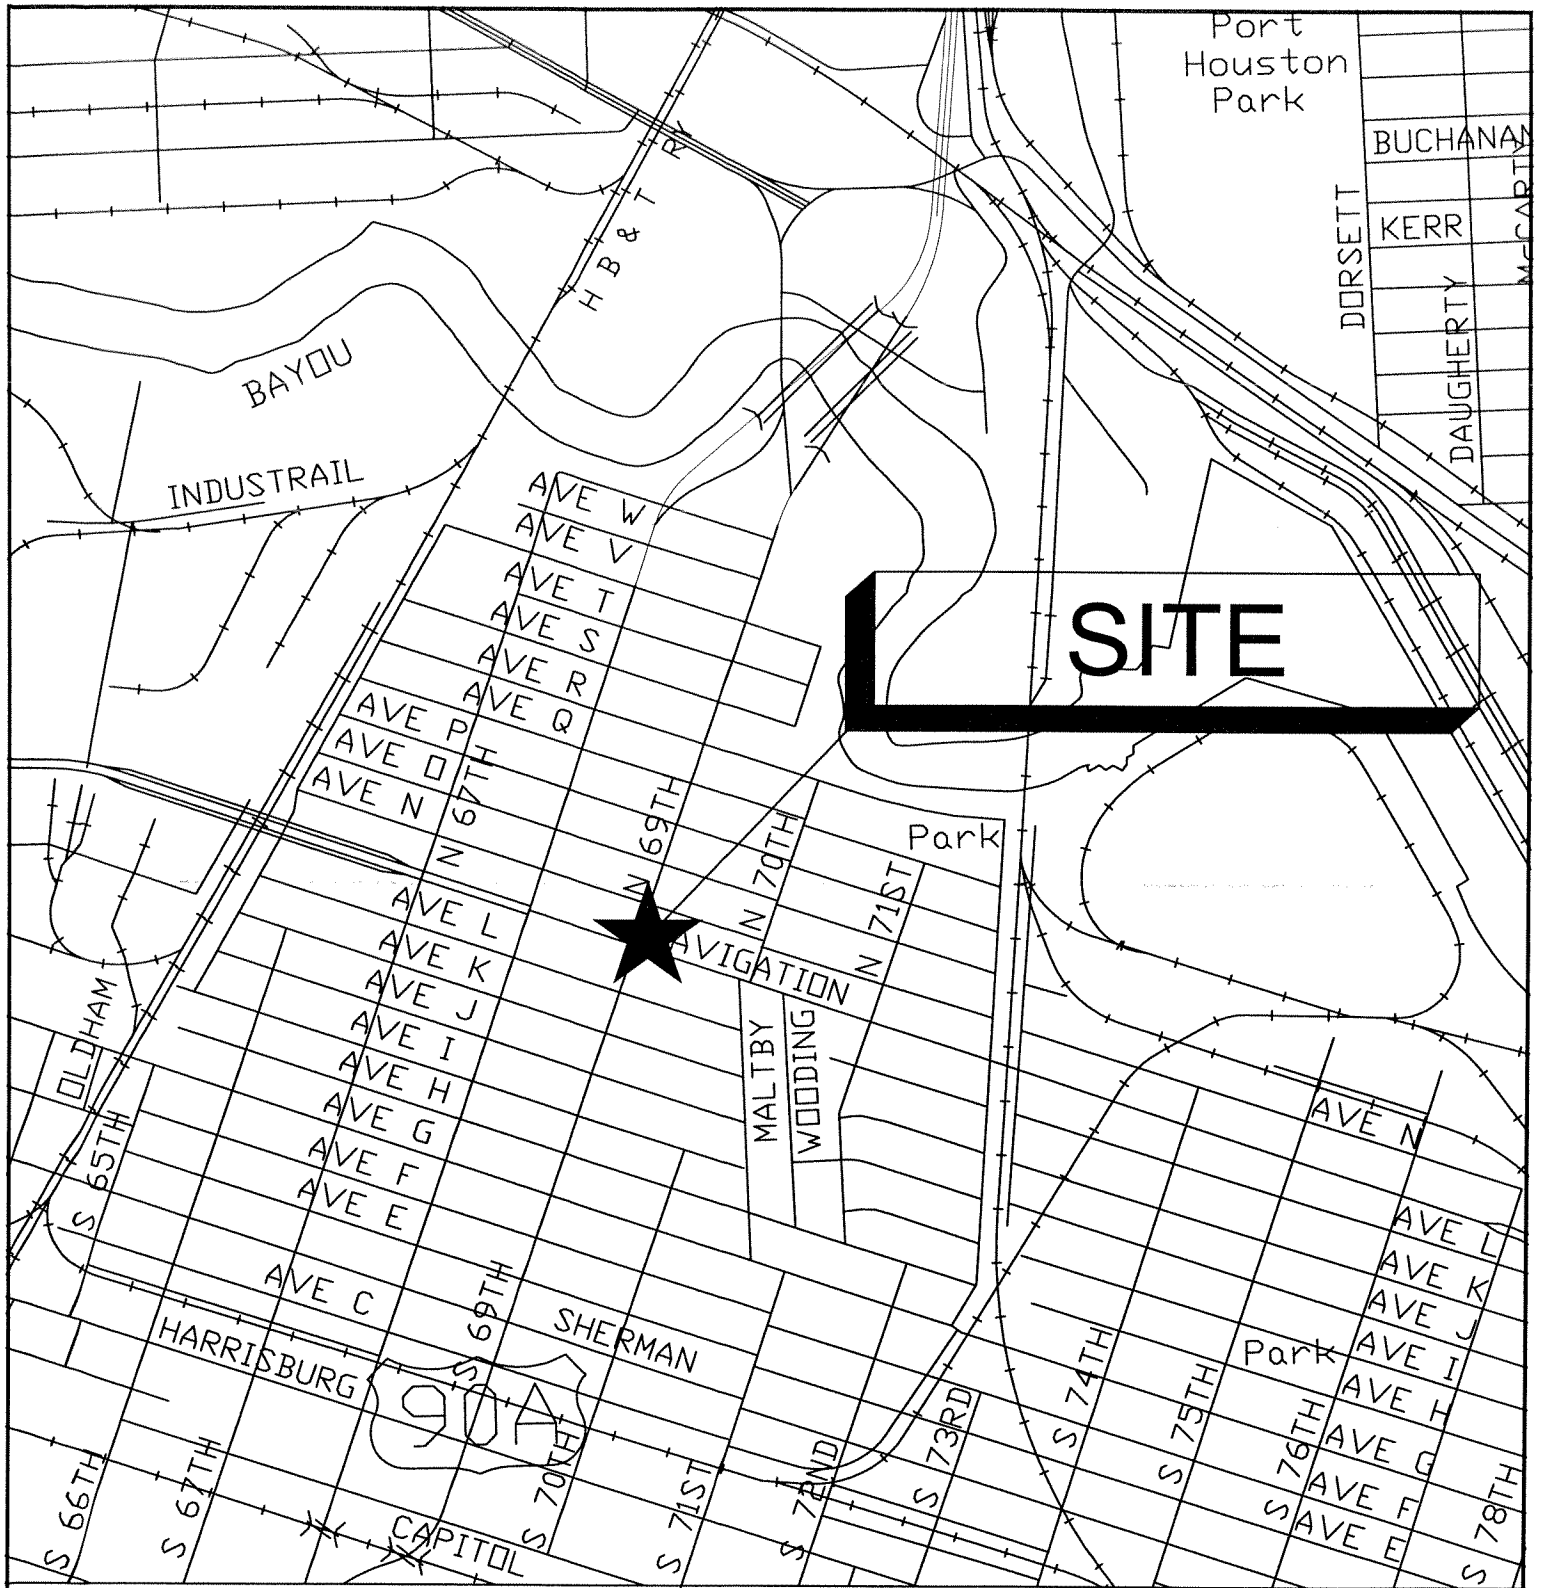 Port
Houston
Park
BUCHANAN
McCARTY
DORSETT
KERR
DAUGHERTY
H B & T RY
BAYOU
INDUSTRAIL
AVE W
AVE V
AVE T
AVE S
AVE R
AVE Q
AVE P
AVE O
AVE N
N 67TH
SITE
N 69TH
N 70TH
N 71ST
Park
AVIGATION
AVE L
AVE K
AVE J
AVE I
AVE H
AVE G
AVE F
AVE E
AVE C
OLDHAM
S 65TH
MALTBY
WOODING
AVE N
AVE L
AVE K
AVE J
AVE I
AVE H
AVE G
AVE F
AVE E
Park
HARRISBURG
SHERMAN
S 69TH
90A
CAPITOL
S 66TH
S 67TH
S 70TH
S 71ST
S 72ND
S 73RD
S 74TH
S 75TH
S 76TH
S 78TH